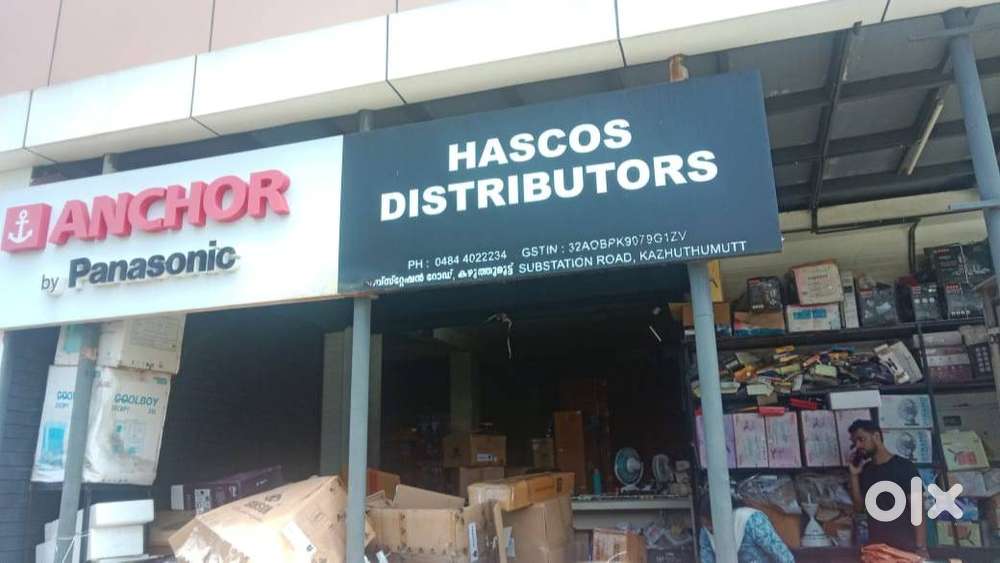 ANCHOR
by Panasonic
HASCOS
DISTRIBUTORS
PH : 0484 4022234 GSTIN : 32AOBPK9079G1ZV
റോഡ്, കുഴുത്തുമുട്ട് SUBSTATION ROAD, KAZHUTHUMUTT
COOLBOY
olx